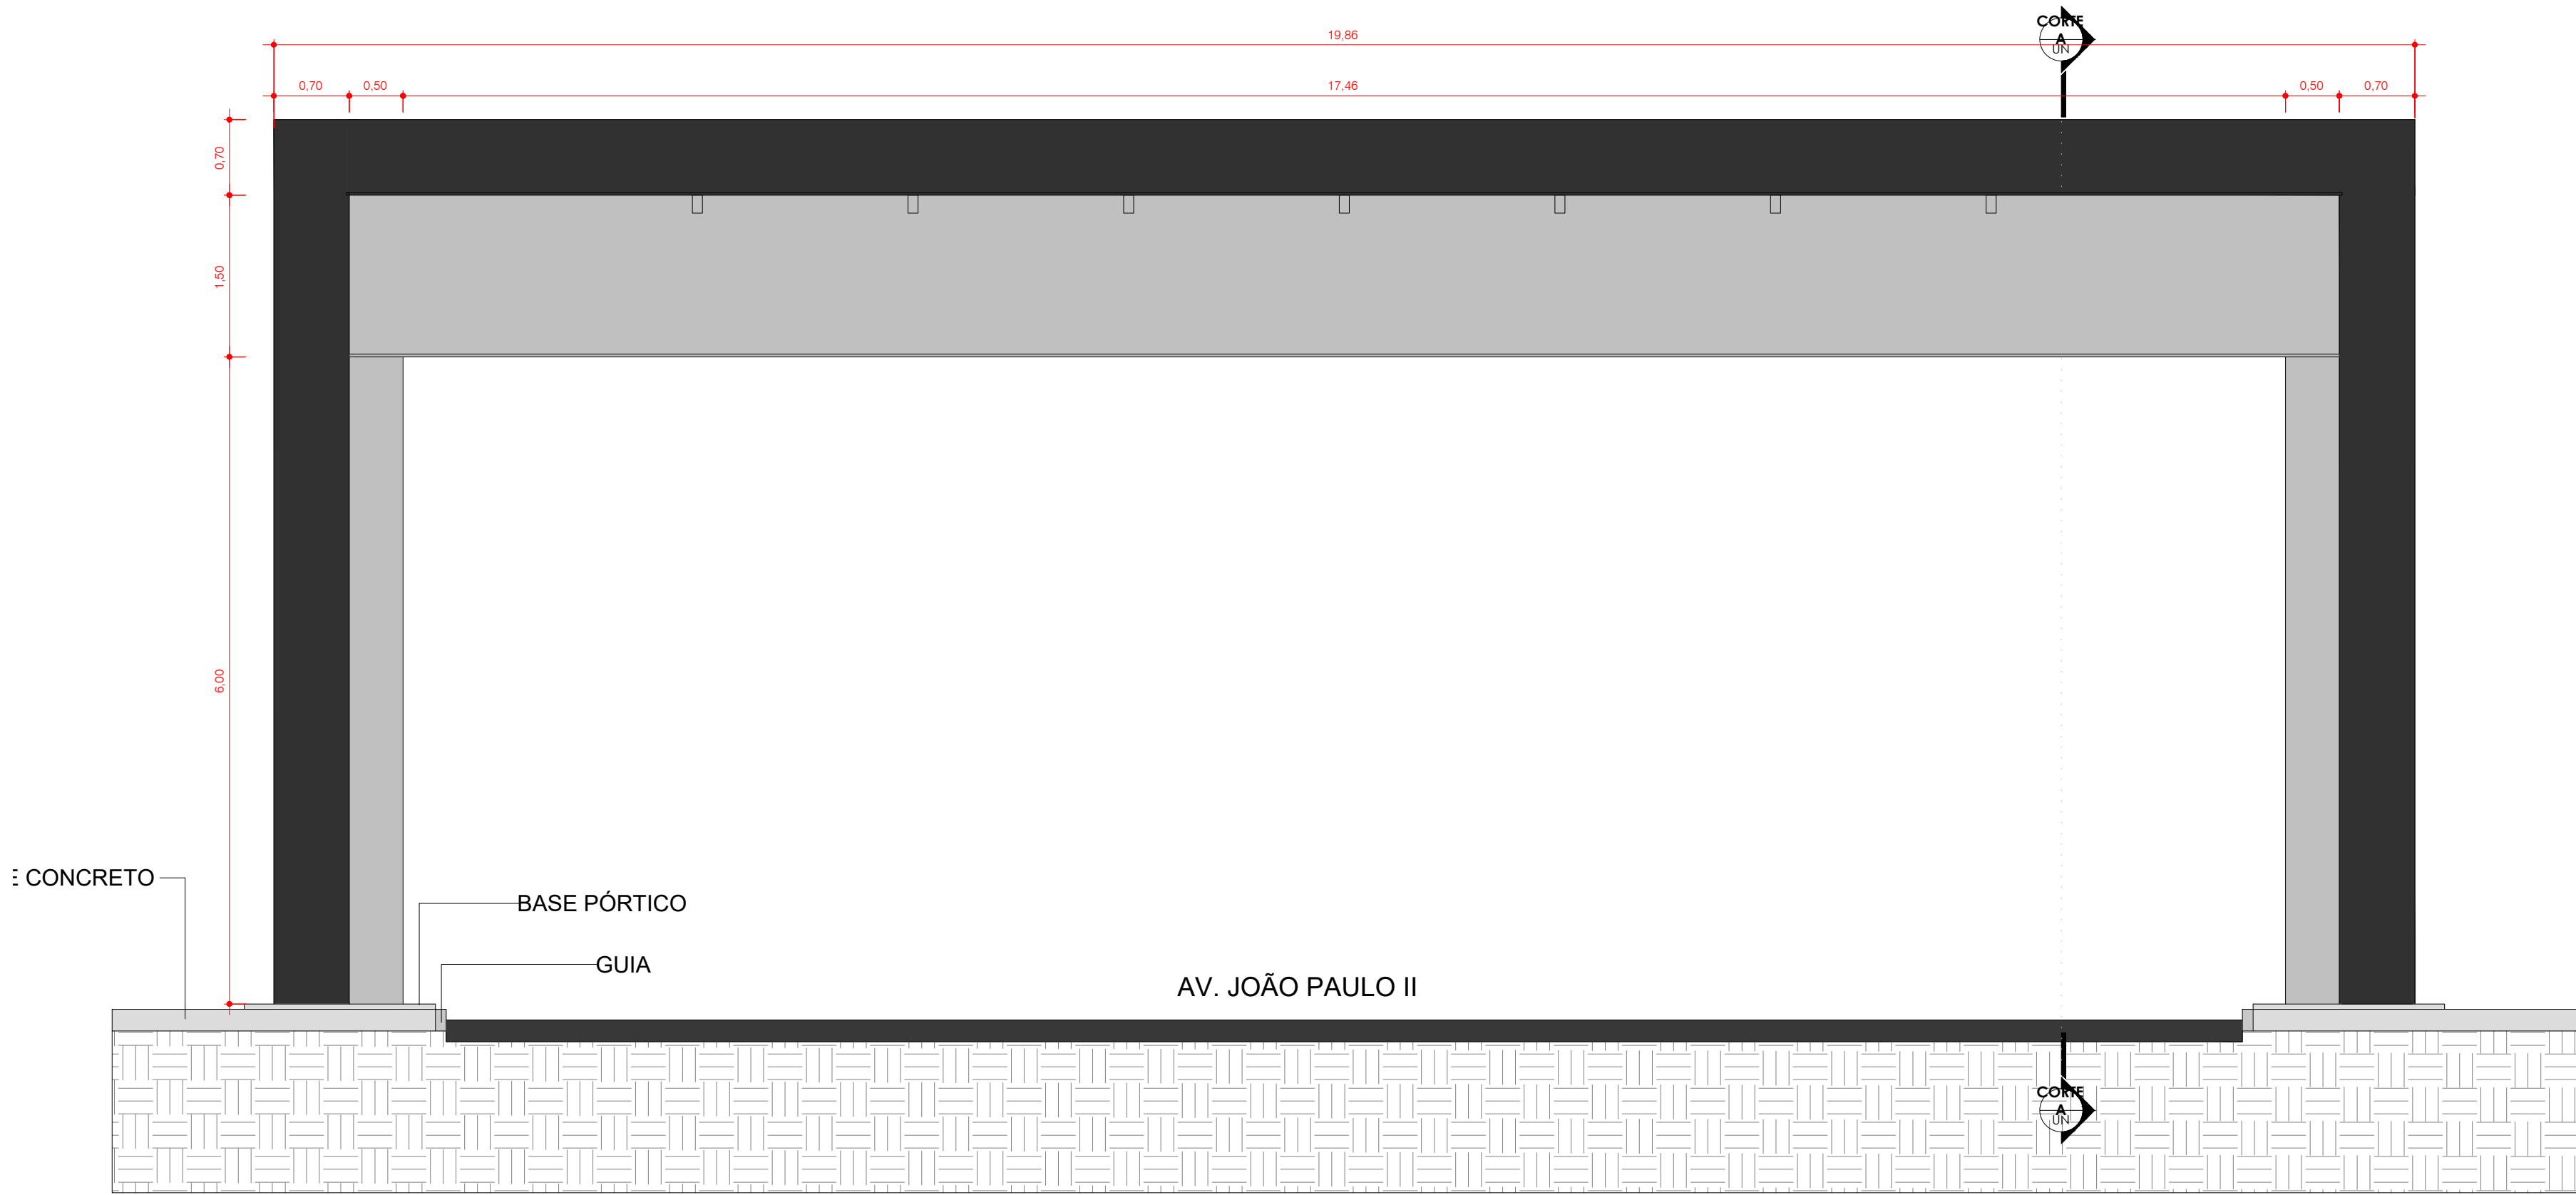 CORTE
A
UN
19,86
0,70
0,50
17,46
0,50
0,70
0,70
1,50
6,00
E CONCRETO
BASE PÓRTICO
GUIA
AV. JOÃO PAULO II
CORTE
A
UN